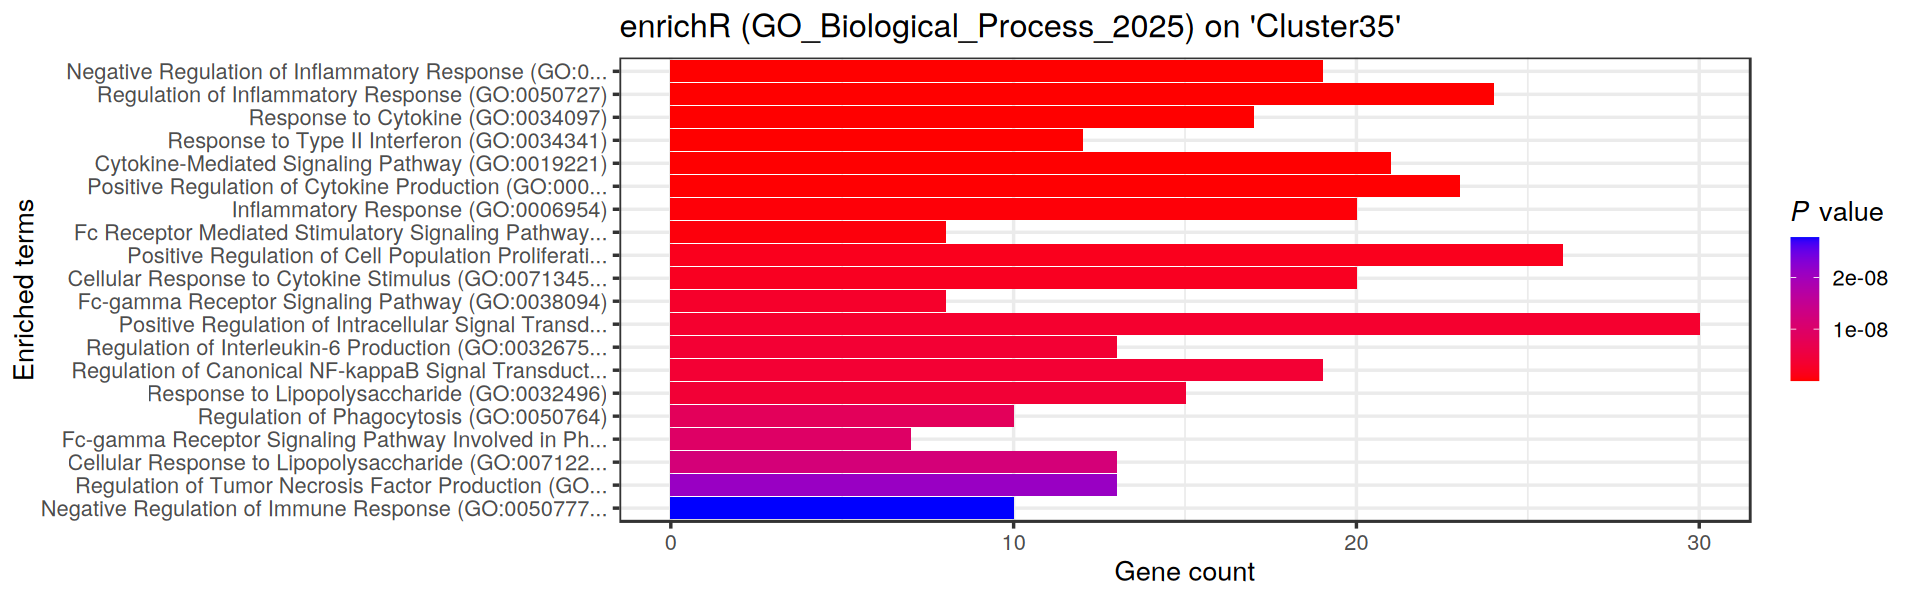 enrichR (GO_Biological_Process_2025) on 'Cluster35'
Negative Regulation of Inflammatory Response (GO:0...
Regulation of Inflammatory Response (GO:0050727)
Response to Cytokine (GO:0034097)
Response to Type II Interferon (GO:0034341)
Cytokine-Mediated Signaling Pathway (GO:0019221)
Positive Regulation of Cytokine Production (GO:000...
Inflammatory Response (GO:0006954)
Fc Receptor Mediated Stimulatory Signaling Pathway...
Positive Regulation of Cell Population Proliferati...
Cellular Response to Cytokine Stimulus (GO:0071345...
Fc-gamma Receptor Signaling Pathway (GO:0038094)
Positive Regulation of Intracellular Signal Transd...
Regulation of Interleukin-6 Production (GO:0032675...
Regulation of Canonical NF-kappaB Signal Transduct...
Response to Lipopolysaccharide (GO:0032496)
Regulation of Phagocytosis (GO:0050764)
Fc-gamma Receptor Signaling Pathway Involved in Ph...
Cellular Response to Lipopolysaccharide (GO:007122...
Regulation of Tumor Necrosis Factor Production (GO...
Negative Regulation of Immune Response (GO:0050777...
Enriched terms
0 10 20 30
Gene count
P value
2e-08
1e-08